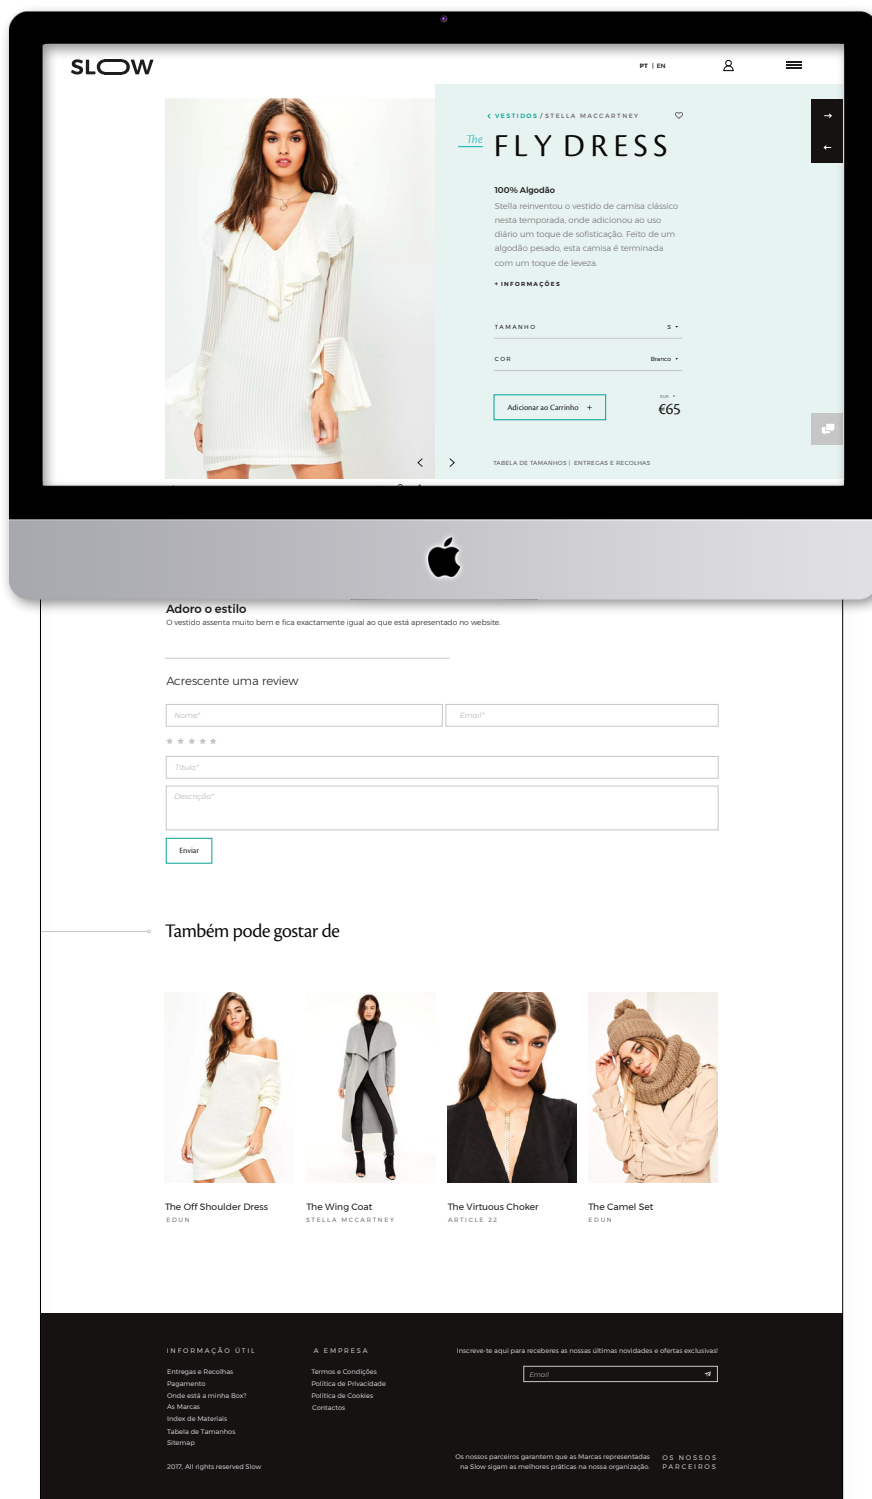 SLOW
PT | EN
< VESTIDOS / STELLA MACCARTNEY
The FLY DRESS
100% Algodão
Stella reinventou o vestido de camisa clássico
nesta temporada, onde adicionou ao uso
diário um toque de sofisticação. Feito de um
algodão pesado, esta camisa é terminada
com um toque de leveza.
+ INFORMAÇÕES
TAMANHO S
COR Branco
Adicionar ao Carrinho +
EUR
€65
TABELA DE TAMANHOS | ENTREGAS E RECOLHAS
Adoro o estilo
O vestido assenta muito bem e fica exactamente igual ao que está apresentado no website.
Acrescente uma review
Nome* Email*
Titulo*
Descrição*
Enviar
Também pode gostar de
The Off Shoulder Dress
EDUN
The Wing Coat
STELLA MCCARTNEY
The Virtuous Choker
ARTICLE 22
The Camel Set
EDUN
INFORMAÇÃO ÚTIL
Entregas e Recolhas
Pagamento
Onde está a minha Box?
As Marcas
Index de Materiais
Tabela de Tamanhos
Sitemap
2017, All rights reserved Slow
A EMPRESA
Termos e Condições
Política de Privacidade
Política de Cookies
Contactos
Inscreve-te aqui para receberes as nossas últimas novidades e ofertas exclusivas!
Email
Os nossos parceiros garantem que as Marcas representadas
na Slow sigam as melhores práticas na nossa organização.
OS NOSSOS
PARCEIROS